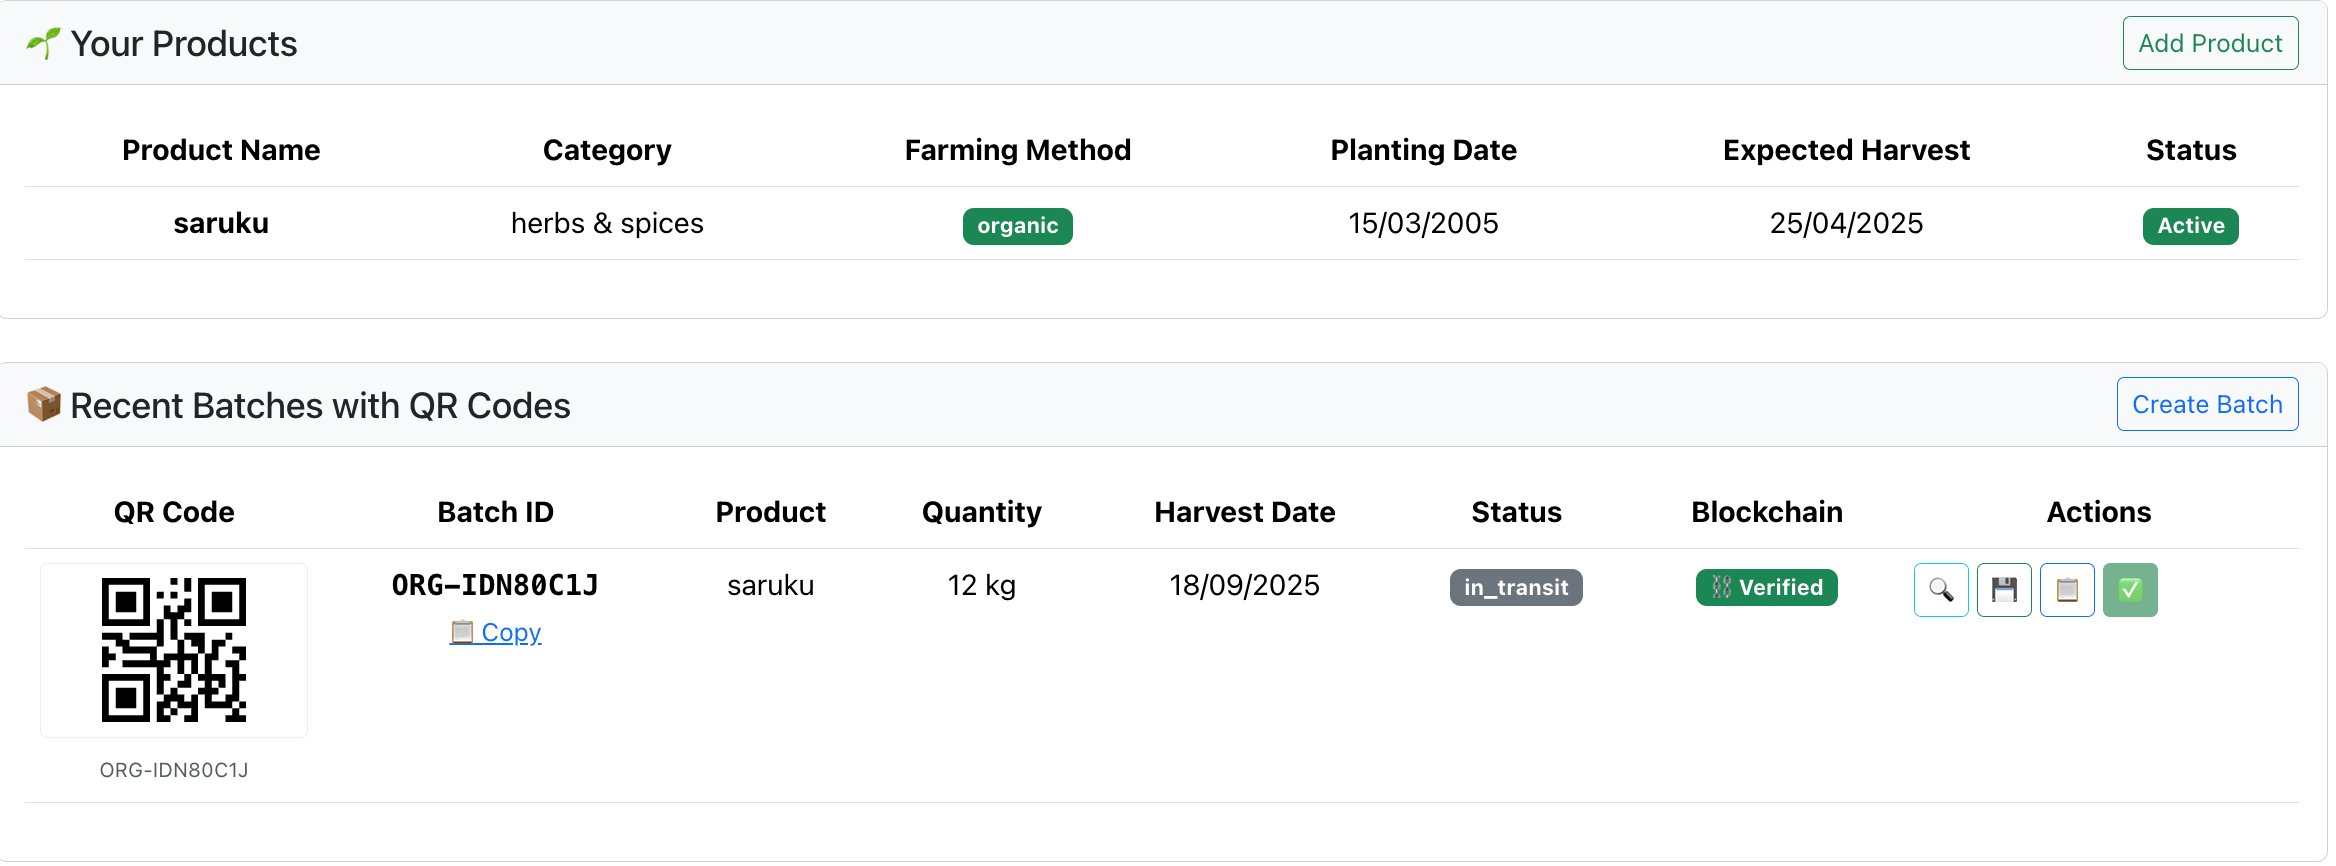 Your Products
Add Product
Product Name Category Farming Method Planting Date Expected Harvest Status
saruku herbs & spices organic 15/03/2005 25/04/2025 Active
Recent Batches with QR Codes
Create Batch
QR Code Batch ID Product Quantity Harvest Date Status Blockchain Actions
ORG-IDN80C1J saruku 12 kg 18/09/2025 in_transit Verified
Copy
ORG-IDN80C1J